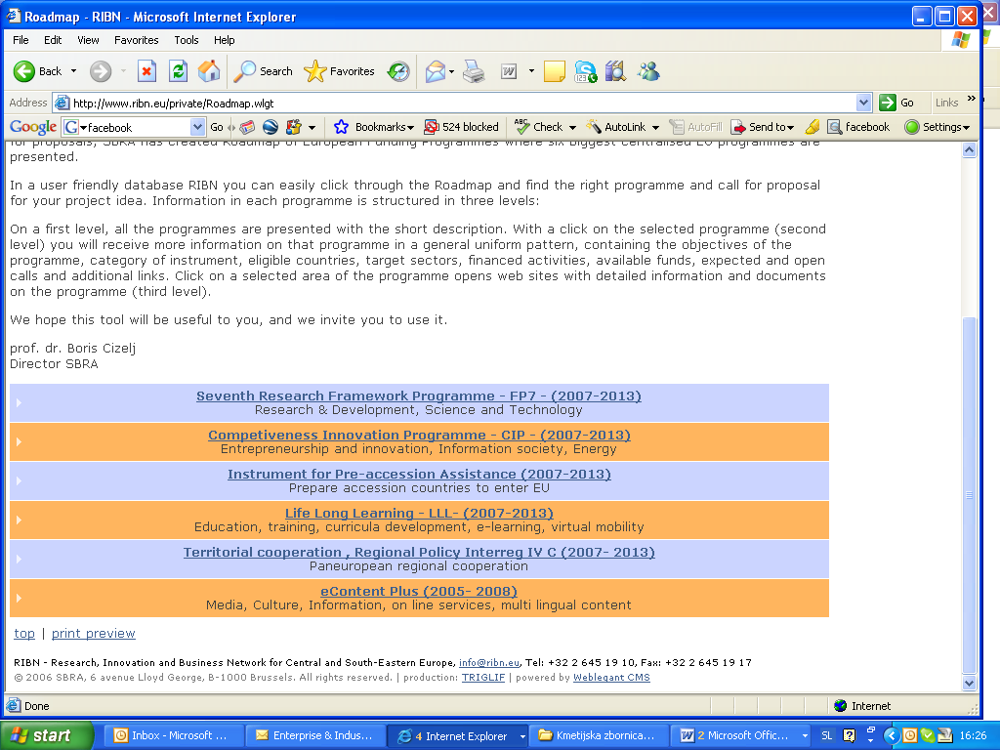 Roadmap - RIBN - Microsoft Internet Explorer
File Edit View Favorites Tools Help
Back Search Favorites
Address http://www.ribn.eu/private/Roadmap.wlgt Go Links »
Google facebook Go Bookmarks 524 blocked Check AutoLink AutoFill Send to facebook Settings
for proposals, SBRA has created Roadmap of European Funding Programmes where six biggest centralised EU programmes are
presented.
In a user friendly database RIBN you can easily click through the Roadmap and find the right programme and call for proposal
for your project idea. Information in each programme is structured in three levels:
On a first level, all the programmes are presented with the short description. With a click on the selected programme (second
level) you will receive more information on that programme in a general uniform pattern, containing the objectives of the
programme, category of instrument, eligible countries, target sectors, financed activities, available funds, expected and open
calls and additional links. Click on a selected area of the programme opens web sites with detailed information and documents
on the programme (third level).
We hope this tool will be useful to you, and we invite you to use it.
prof. dr. Boris Cizelj
Director SBRA
Seventh Research Framework Programme - FP7 - (2007-2013)
Research & Development, Science and Technology
Competiveness Innovation Programme - CIP - (2007-2013)
Entrepreneurship and innovation, Information society, Energy
Instrument for Pre-accession Assistance (2007-2013)
Prepare accession countries to enter EU
Life Long Learning - LLL- (2007-2013)
Education, training, curricula development, e-learning, virtual mobility
Territorial cooperation , Regional Policy Interreg IV C (2007- 2013)
Paneuropean regional cooperation
eContent Plus (2005- 2008)
Media, Culture, Information, on line services, multi lingual content
top | print preview
RIBN - Research, Innovation and Business Network for Central and South-Eastern Europe, info@ribn.eu, Tel: +32 2 645 19 10, Fax: +32 2 645 19 17
© 2006 SBRA, 6 avenue Lloyd George, B-1000 Brussels. All rights reserved. | production: TRIGLIF | powered by Weblegant CMS
Done Internet
start Inbox - Microsoft ... Enterprise & Indus... 4 Internet Explorer Kmetijska zbornica... 2 Microsoft Offic... SL 16:26